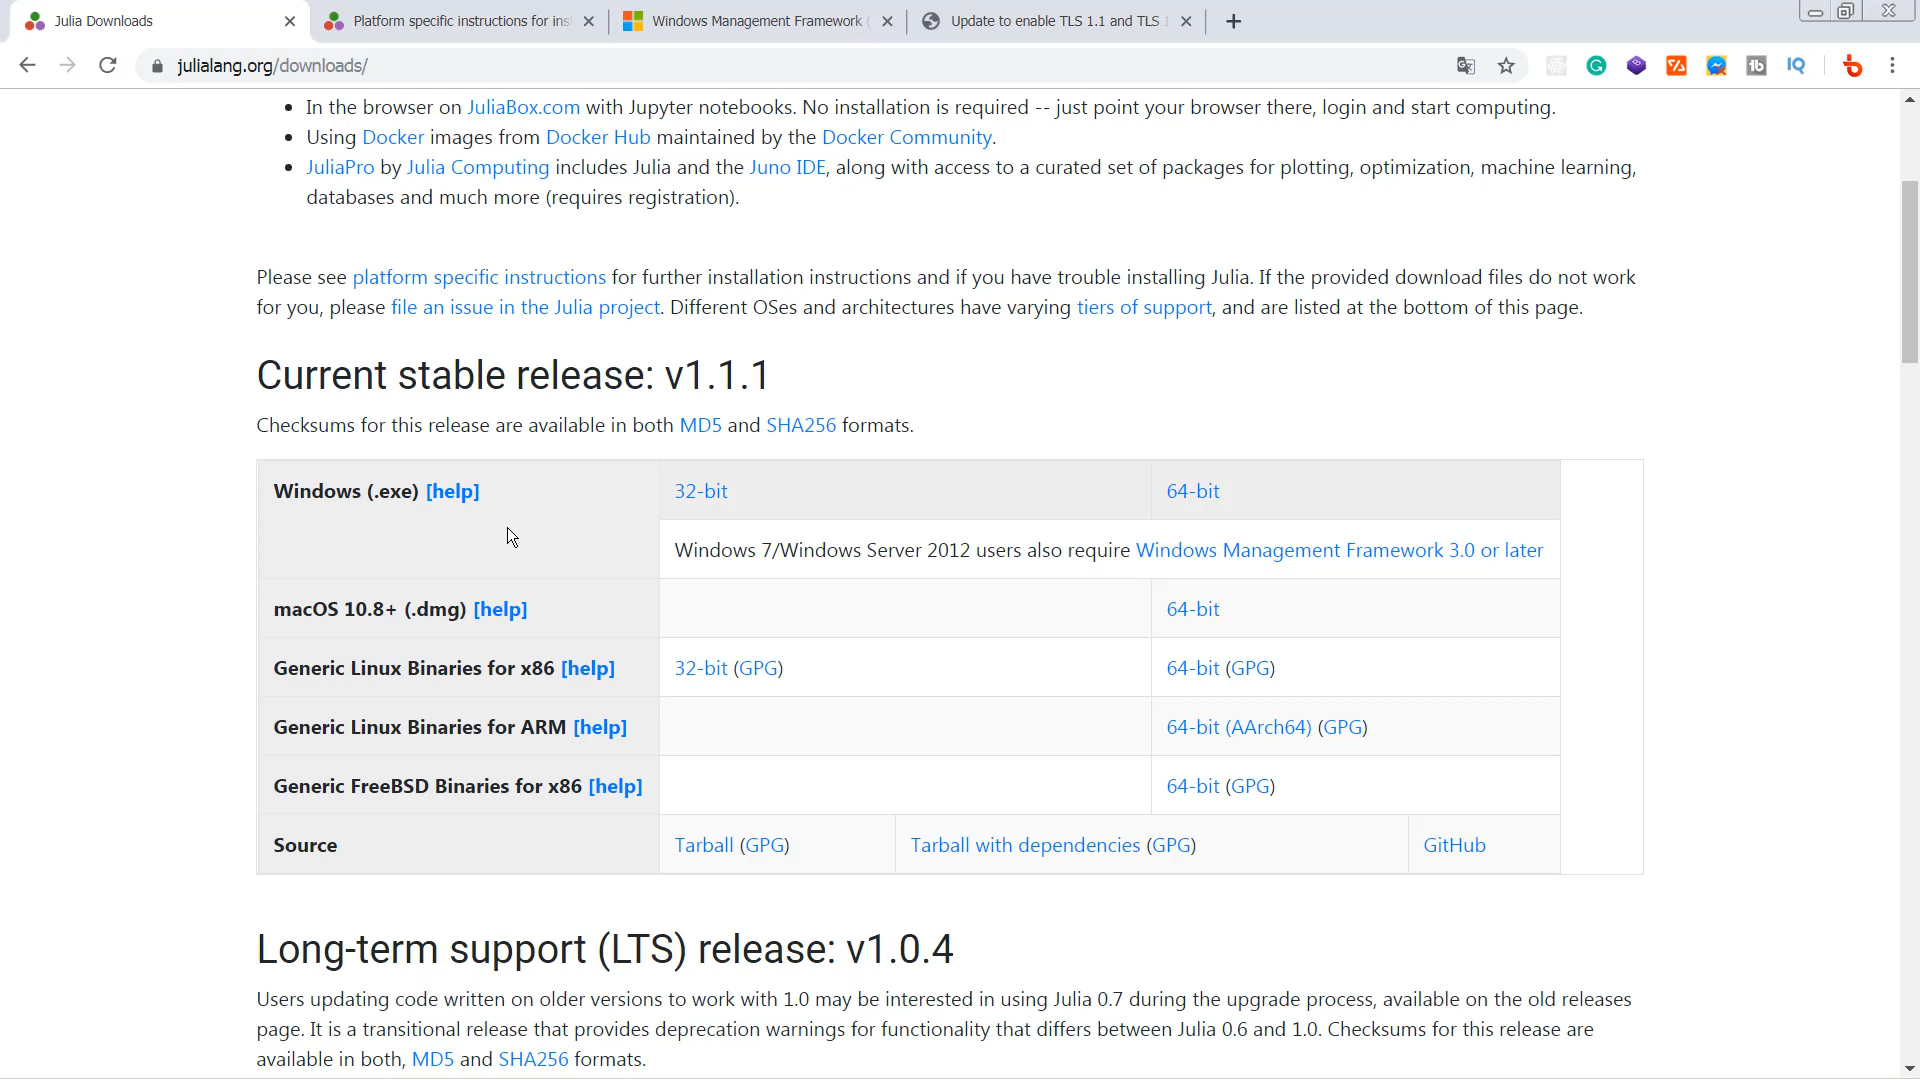 Julia Downloads
Platform specific instructions for ins
Windows Management Framework (
Update to enable TLS 1.1 and TLS 1
julialang.org/downloads/
In the browser on JuliaBox.com with Jupyter notebooks. No installation is required -- just point your browser there, login and start computing.
Using Docker images from Docker Hub maintained by the Docker Community.
JuliaPro by Julia Computing includes Julia and the Juno IDE, along with access to a curated set of packages for plotting, optimization, machine learning,
databases and much more (requires registration).
Please see platform specific instructions for further installation instructions and if you have trouble installing Julia. If the provided download files do not work
for you, please file an issue in the Julia project. Different OSes and architectures have varying tiers of support, and are listed at the bottom of this page.
Current stable release: v1.1.1
Checksums for this release are available in both MD5 and SHA256 formats.
Windows (.exe) [help] 32-bit 64-bit
Windows 7/Windows Server 2012 users also require Windows Management Framework 3.0 or later
macOS 10.8+ (.dmg) [help] 64-bit
Generic Linux Binaries for x86 [help] 32-bit (GPG) 64-bit (GPG)
Generic Linux Binaries for ARM [help] 64-bit (AArch64) (GPG)
Generic FreeBSD Binaries for x86 [help] 64-bit (GPG)
Source Tarball (GPG) Tarball with dependencies (GPG) GitHub
Long-term support (LTS) release: v1.0.4
Users updating code written on older versions to work with 1.0 may be interested in using Julia 0.7 during the upgrade process, available on the old releases
page. It is a transitional release that provides deprecation warnings for functionality that differs between Julia 0.6 and 1.0. Checksums for this release are
available in both, MD5 and SHA256 formats.